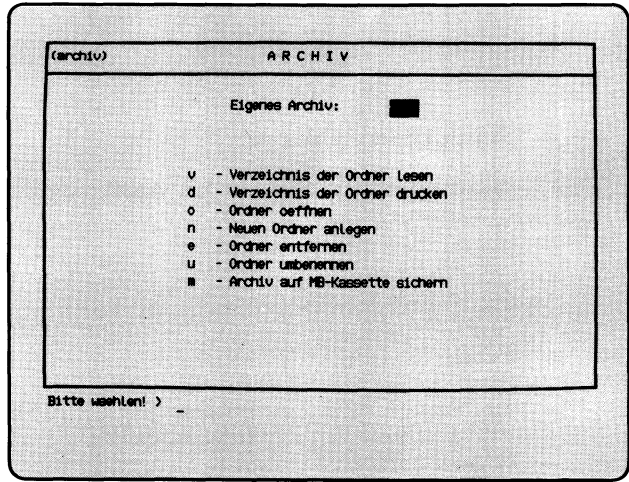 (archiv) A R C H I V
Eigenes Archiv:
v - Verzeichnis der Ordner lesen
d - Verzeichnis der Ordner drucken
o - Ordner oeffnen
n - Neuen Ordner anlegen
e - Ordner entfernen
u - Ordner umbenennen
m - Archiv auf MB-Kassette sichern
Bitte waehlen! > _